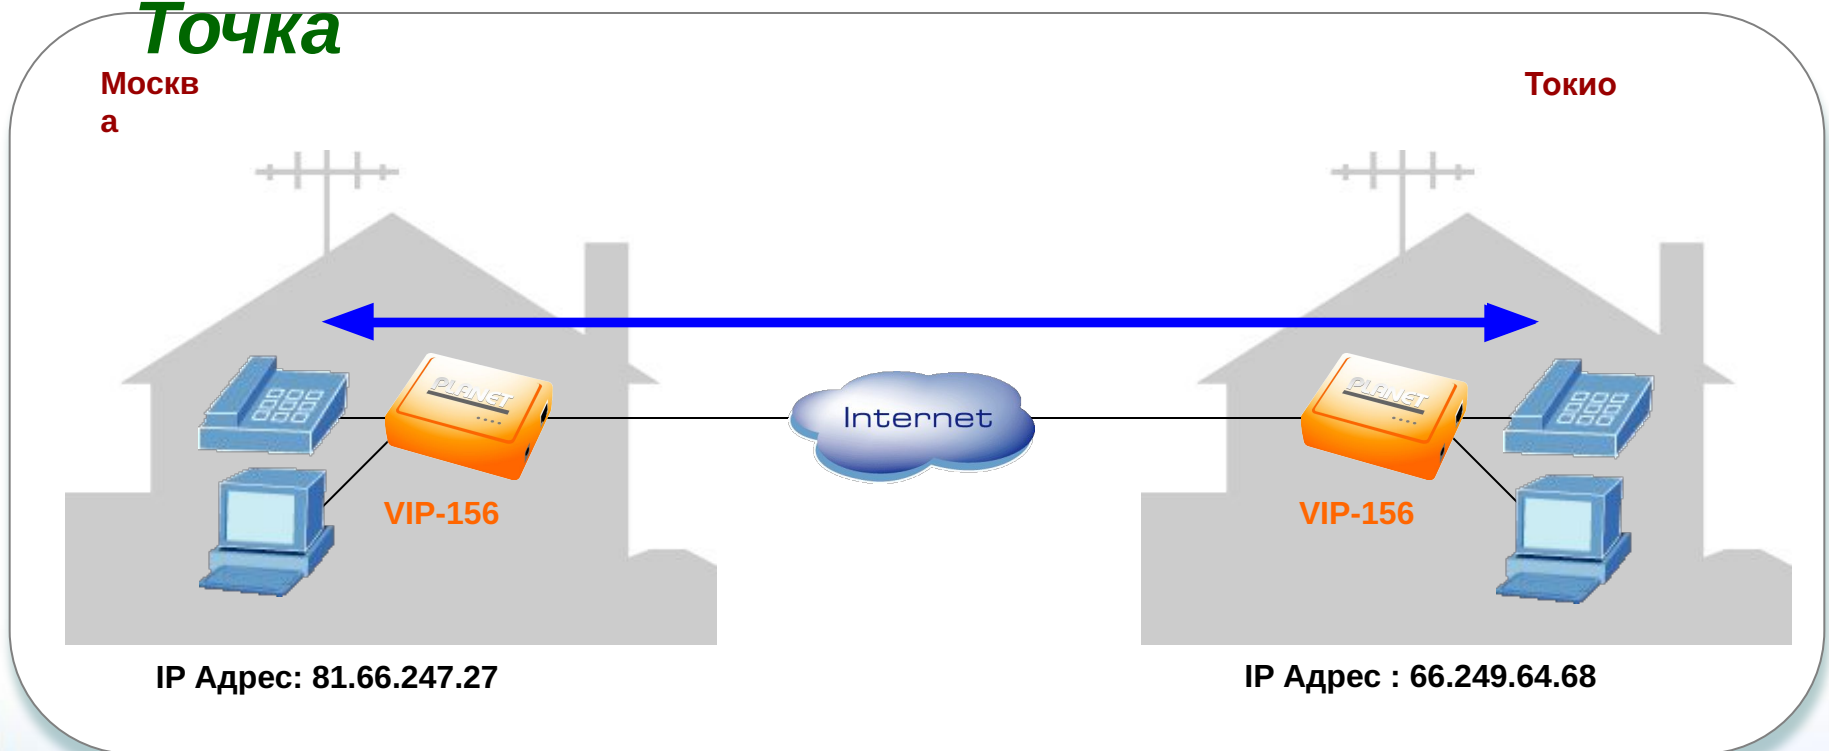 Точка
Москв
а
Токио
PLANET
PLANET
Internet
VIP-156
VIP-156
IP Адрес: 81.66.247.27
IP Адрес : 66.249.64.68